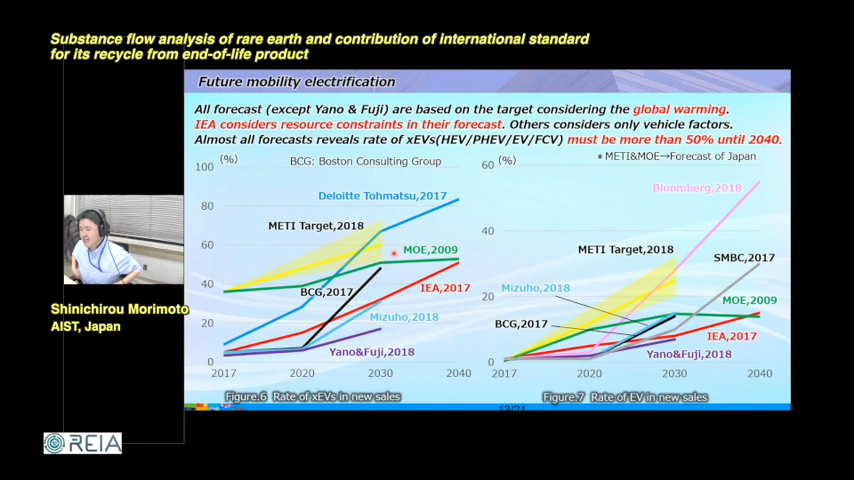 Substance flow analysis of rare earth and contribution of international standard
for its recycle from end-of-life product
Future mobility electrification
All forecast (except Yano & Fuji) are based on the target considering the global warming.
IEA considers resource constraints in their forecast. Others considers only vehicle factors.
Almost all forecasts reveals rate of xEVs(HEV/PHEV/EV/FCV) must be more than 50% until 2040.
(%)
BCG: Boston Consulting Group
100
80
60
40
20
0
Deloitte Tohmatsu,2017
METI Target,2018
MOE,2009
BCG,2017
IEA,2017
Mizuho,2018
Yano&Fuji,2018
2017
2020
2030
2040
Figure.6 Rate of xEVs in new sales
(%)
*METI&MOE→Forecast of Japan
60
40
20
0
Bloomberg,2018
METI Target,2018
SMBC,2017
Mizuho,2018
MOE,2009
BCG,2017
IEA,2017
Yano&Fuji,2018
2017
2020
2030
2040
Figure.7 Rate of EV in new sales
13/21
Shinichirou Morimoto
AIST, Japan
REIA